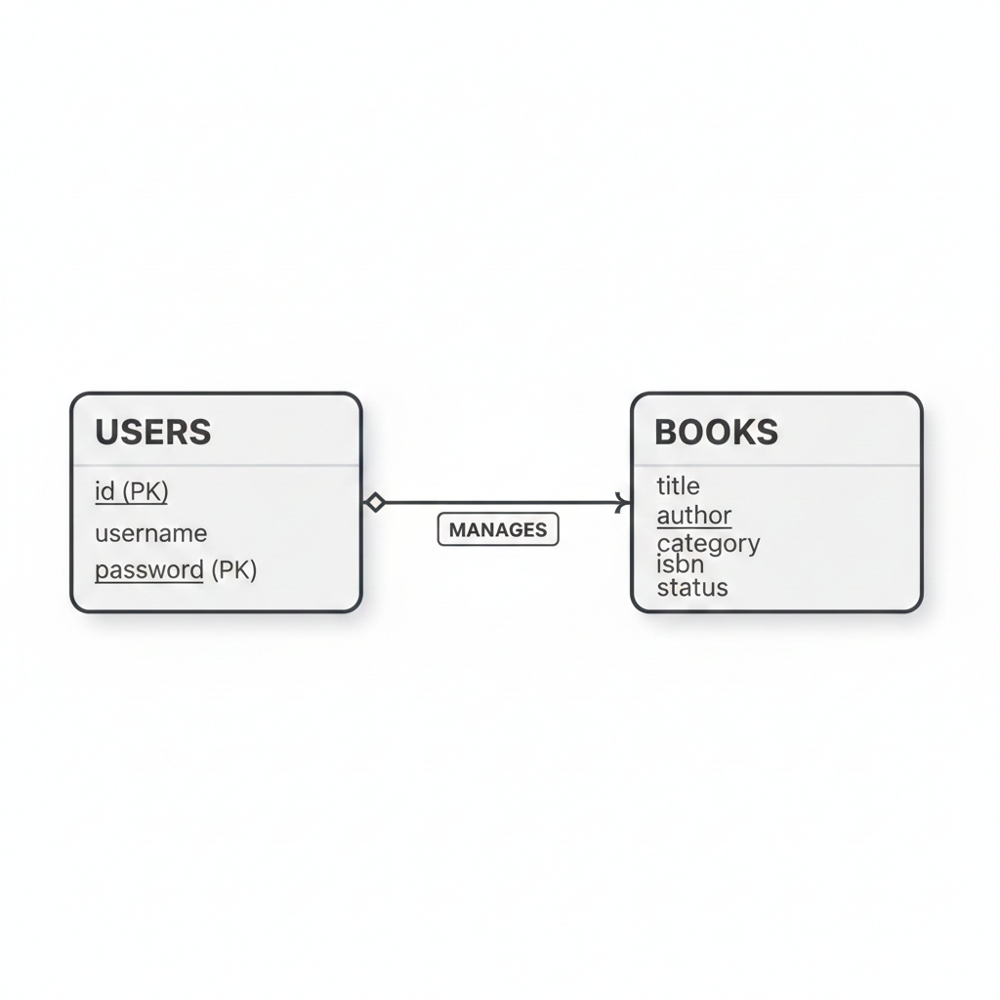 USERS
id (PK)
username
password (PK)
MANAGES
BOOKS
title
author
category
isbn
status